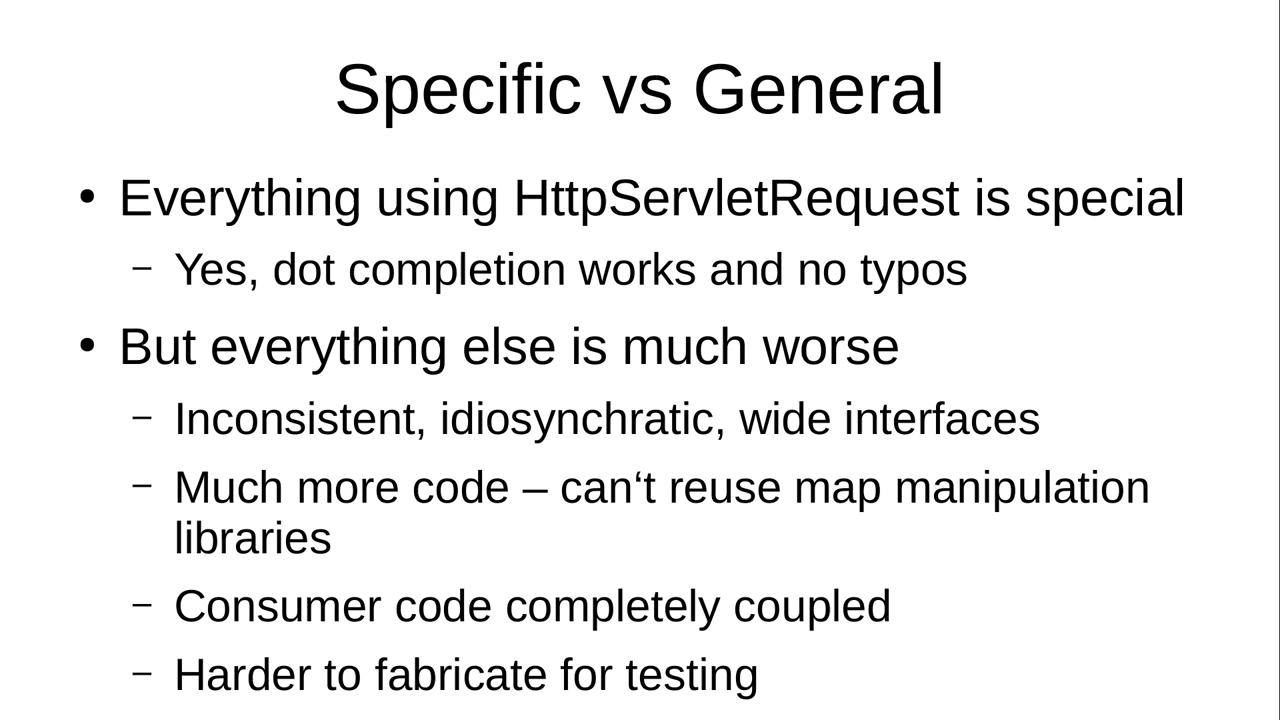 Specific vs General
• Everything using HttpServletRequest is special
– Yes, dot completion works and no typos
• But everything else is much worse
– Inconsistent, idiosynchratic, wide interfaces
– Much more code – can‘t reuse map manipulation
libraries
– Consumer code completely coupled
– Harder to fabricate for testing